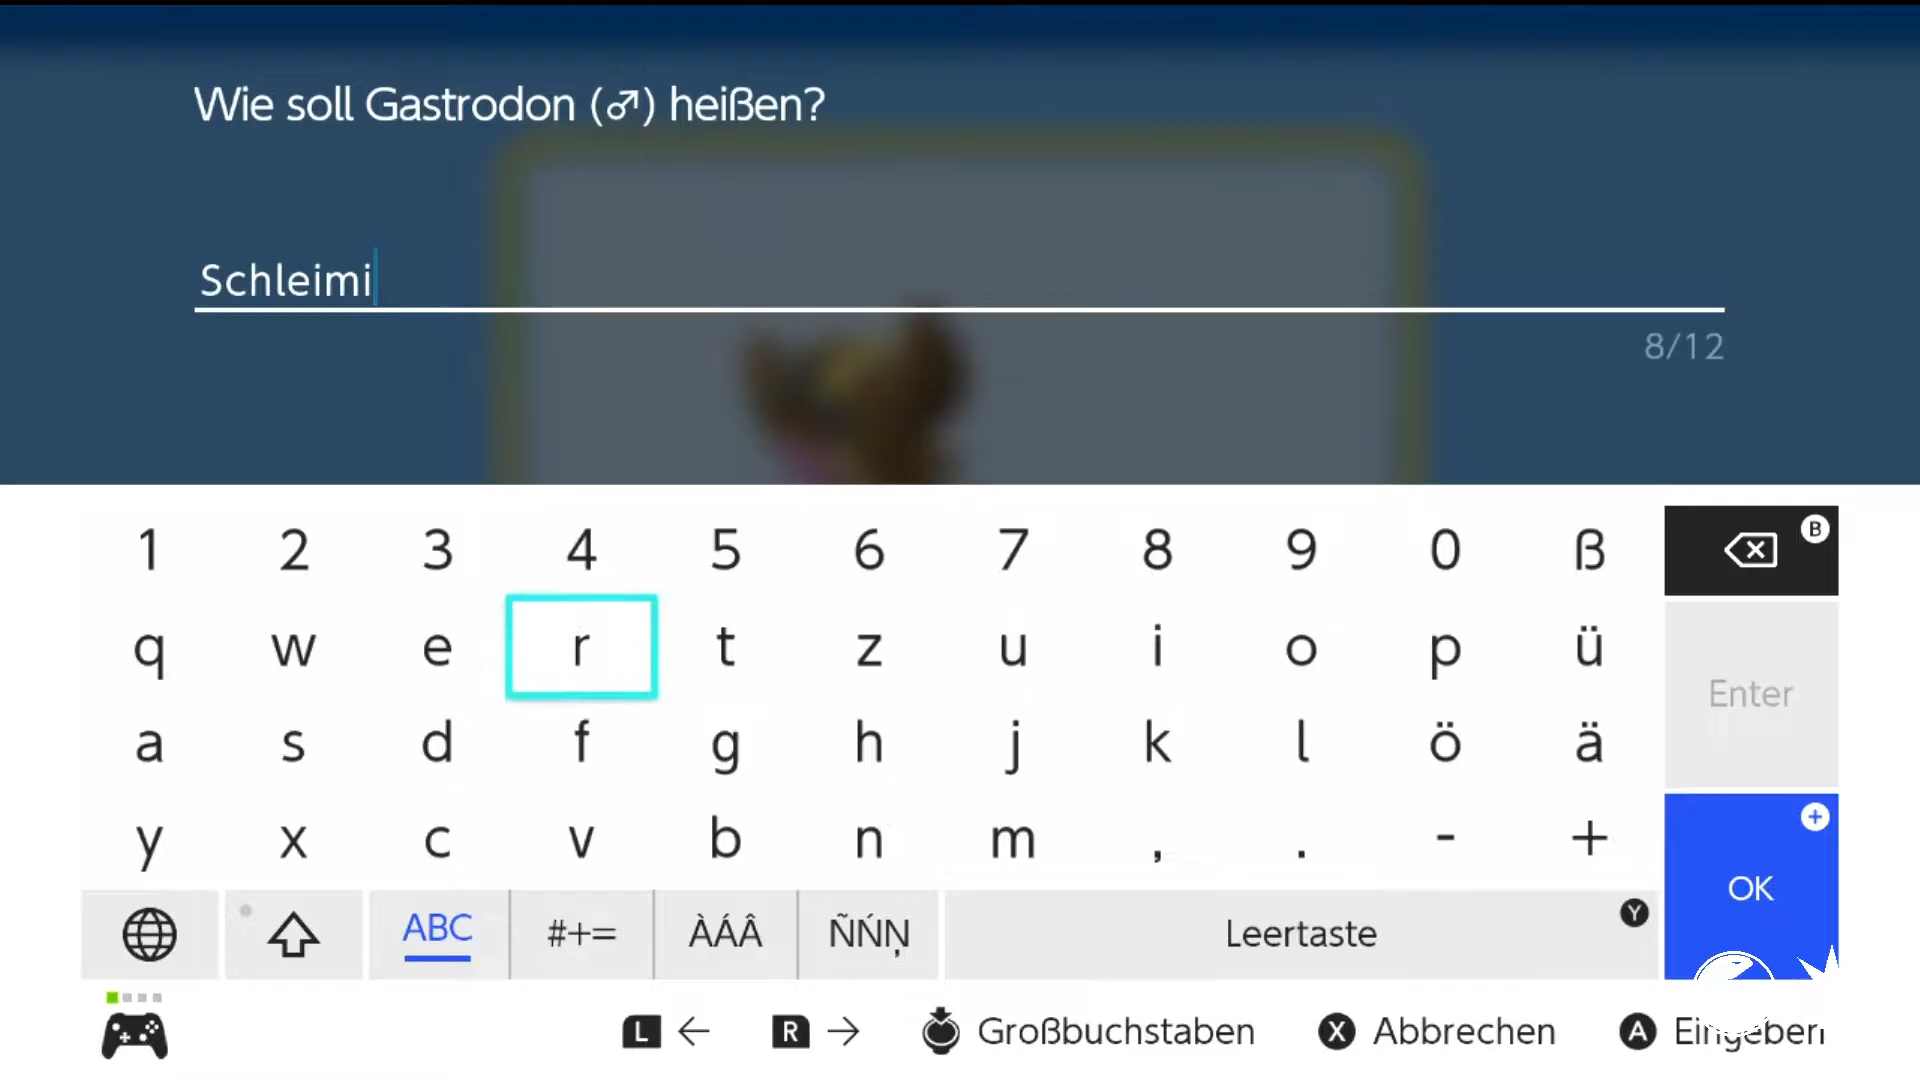 Wie soll Gastrodon (♂) heißen?
Schleimi
8/12
1 2 3 4 5 6 7 8 9 0 ß
B
q w e r t z u i o p ü
Enter
a s d f g h j k l ö ä
y x c v b n m , . - +
+
OK
ABC #+= ÀÁÂ ÑŃŅ Leertaste Y
L ← R → Großbuchstaben X Abbrechen A Eingeben